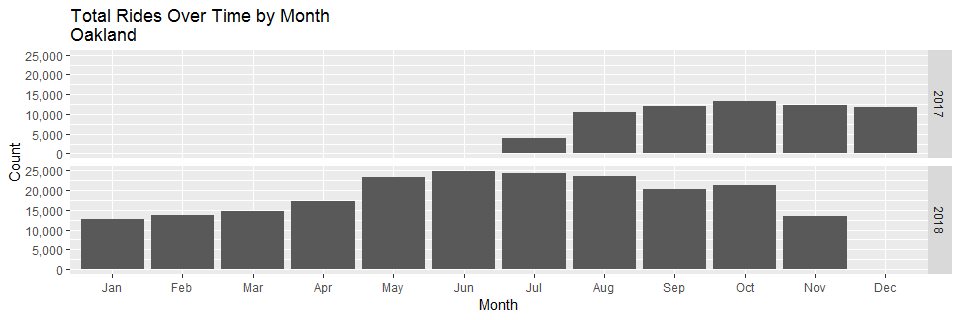 Total Rides Over Time by Month
Oakland
25,000
20,000
15,000
10,000
5,000
0
2017
25,000
20,000
15,000
10,000
5,000
0
2018
Count
Jan Feb Mar Apr May Jun Jul Aug Sep Oct Nov Dec
Month